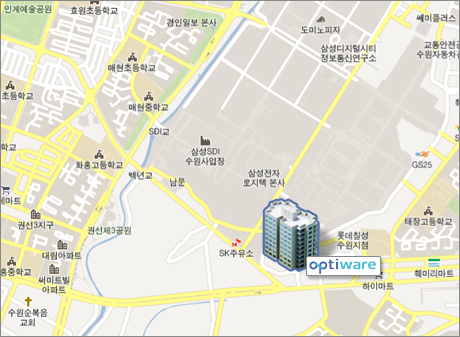 인계예술공원
효원초등학교
경인일보 본사
도미노피자
쎄미플러스
교통안전공
수원자동차검
삼성디지털시티
정보통신연구소
매현초등학교
매현중학교
초등학교
SDI교
삼성SDI
수원사업장
GS25
화홍고등학교
백년교
남문
삼성전자
로지텍 본사
세마트
권선3지구
권선제3공원
태장고등학교
롯데칠성
수원지점
대림아파트
SK주유소
홍중학교
써미트빌
아파트
optiware
훼미리마트
하이마트
수원순복음
교회